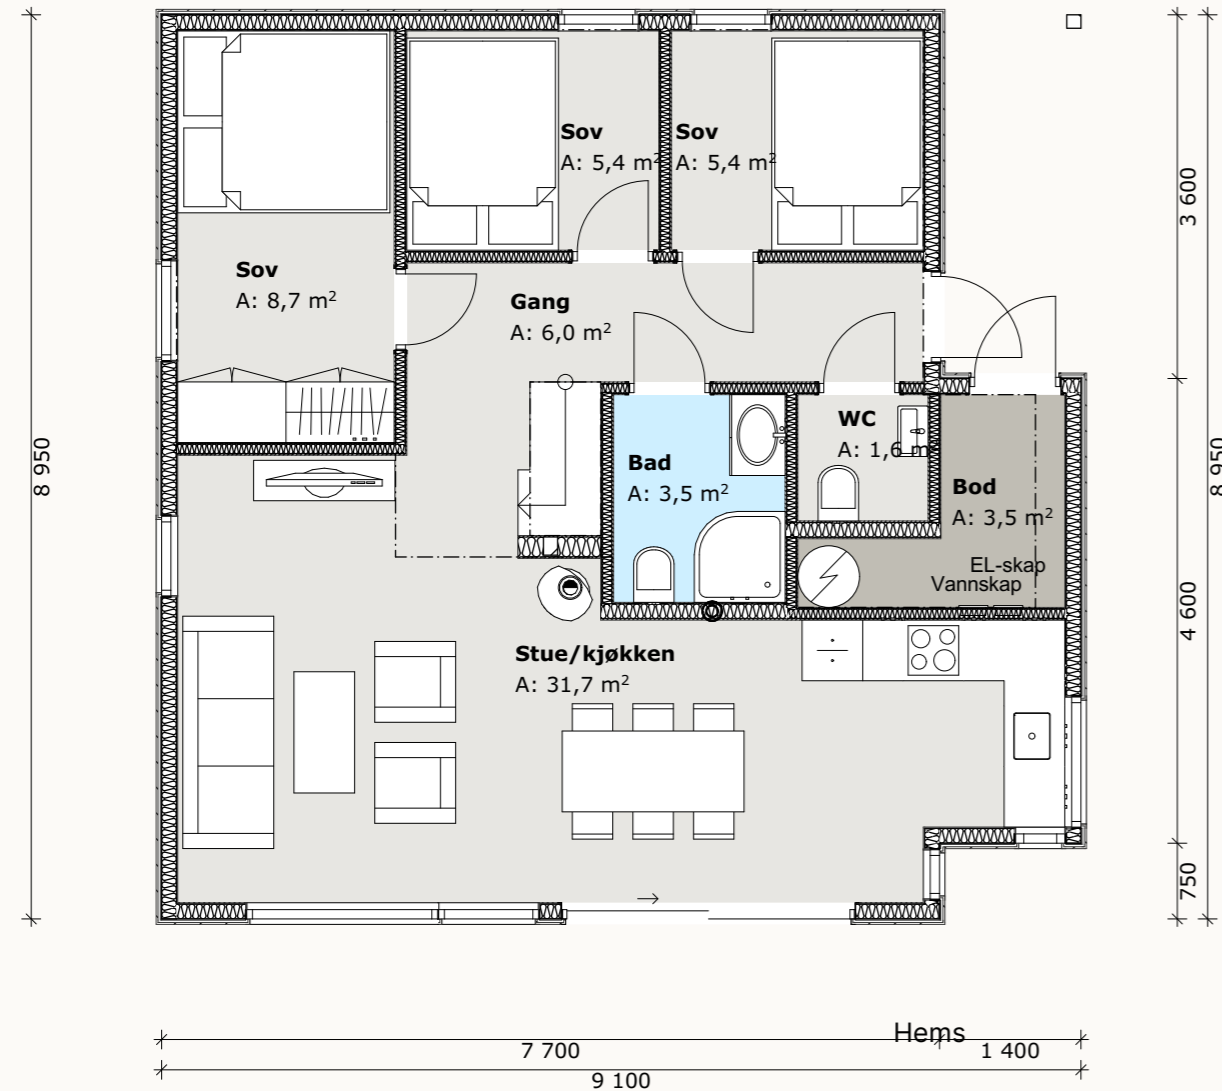 Sov
A: 5,4 m²
Sov
A: 5,4 m²
3 600
Sov
A: 8,7 m²
Gang
A: 6,0 m²
WC
A: 1,6 m
Bad
A: 3,5 m²
Bod
A: 3,5 m²
8 950
8 950
EL-skap
Vannskap
4 600
Stue/kjøkken
A: 31,7 m²
750
Hems
7 700
1 400
9 100